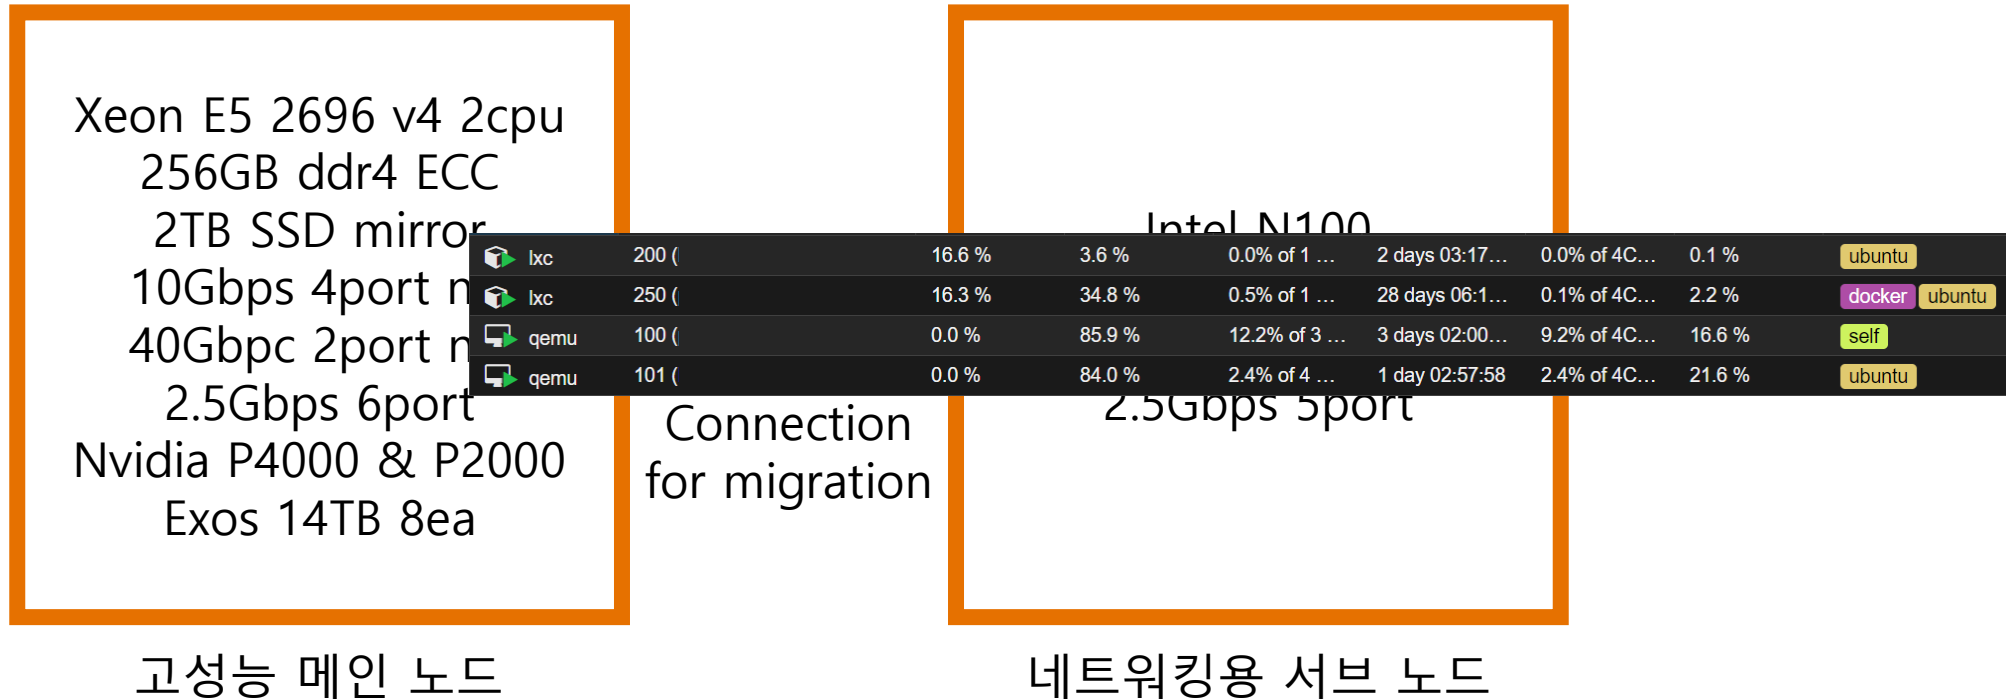 Xeon E5 2696 v4 2cpu
256GB ddr4 ECC
2TB SSD mirror
10Gbps 4port
40Gbpc 2port
2.5Gbps 6port
Nvidia P4000 & P2000
Exos 14TB 8ea
고성능 메인 노드
Connection
for migration
Intel N100
2.5Gbps 5port
네트워킹용 서브 노드
lxc 200 ( 16.6 % 3.6 % 0.0% of 1 ... 2 days 03:17... 0.0% of 4C... 0.1 % ubuntu
lxc 250 ( 16.3 % 34.8 % 0.5% of 1 ... 28 days 06:1... 0.1% of 4C... 2.2 % docker ubuntu
qemu 100 ( 0.0 % 85.9 % 12.2% of 3 ... 3 days 02:00... 9.2% of 4C... 16.6 % self
qemu 101 ( 0.0 % 84.0 % 2.4% of 4 ... 1 day 02:57:58 2.4% of 4C... 21.6 % ubuntu